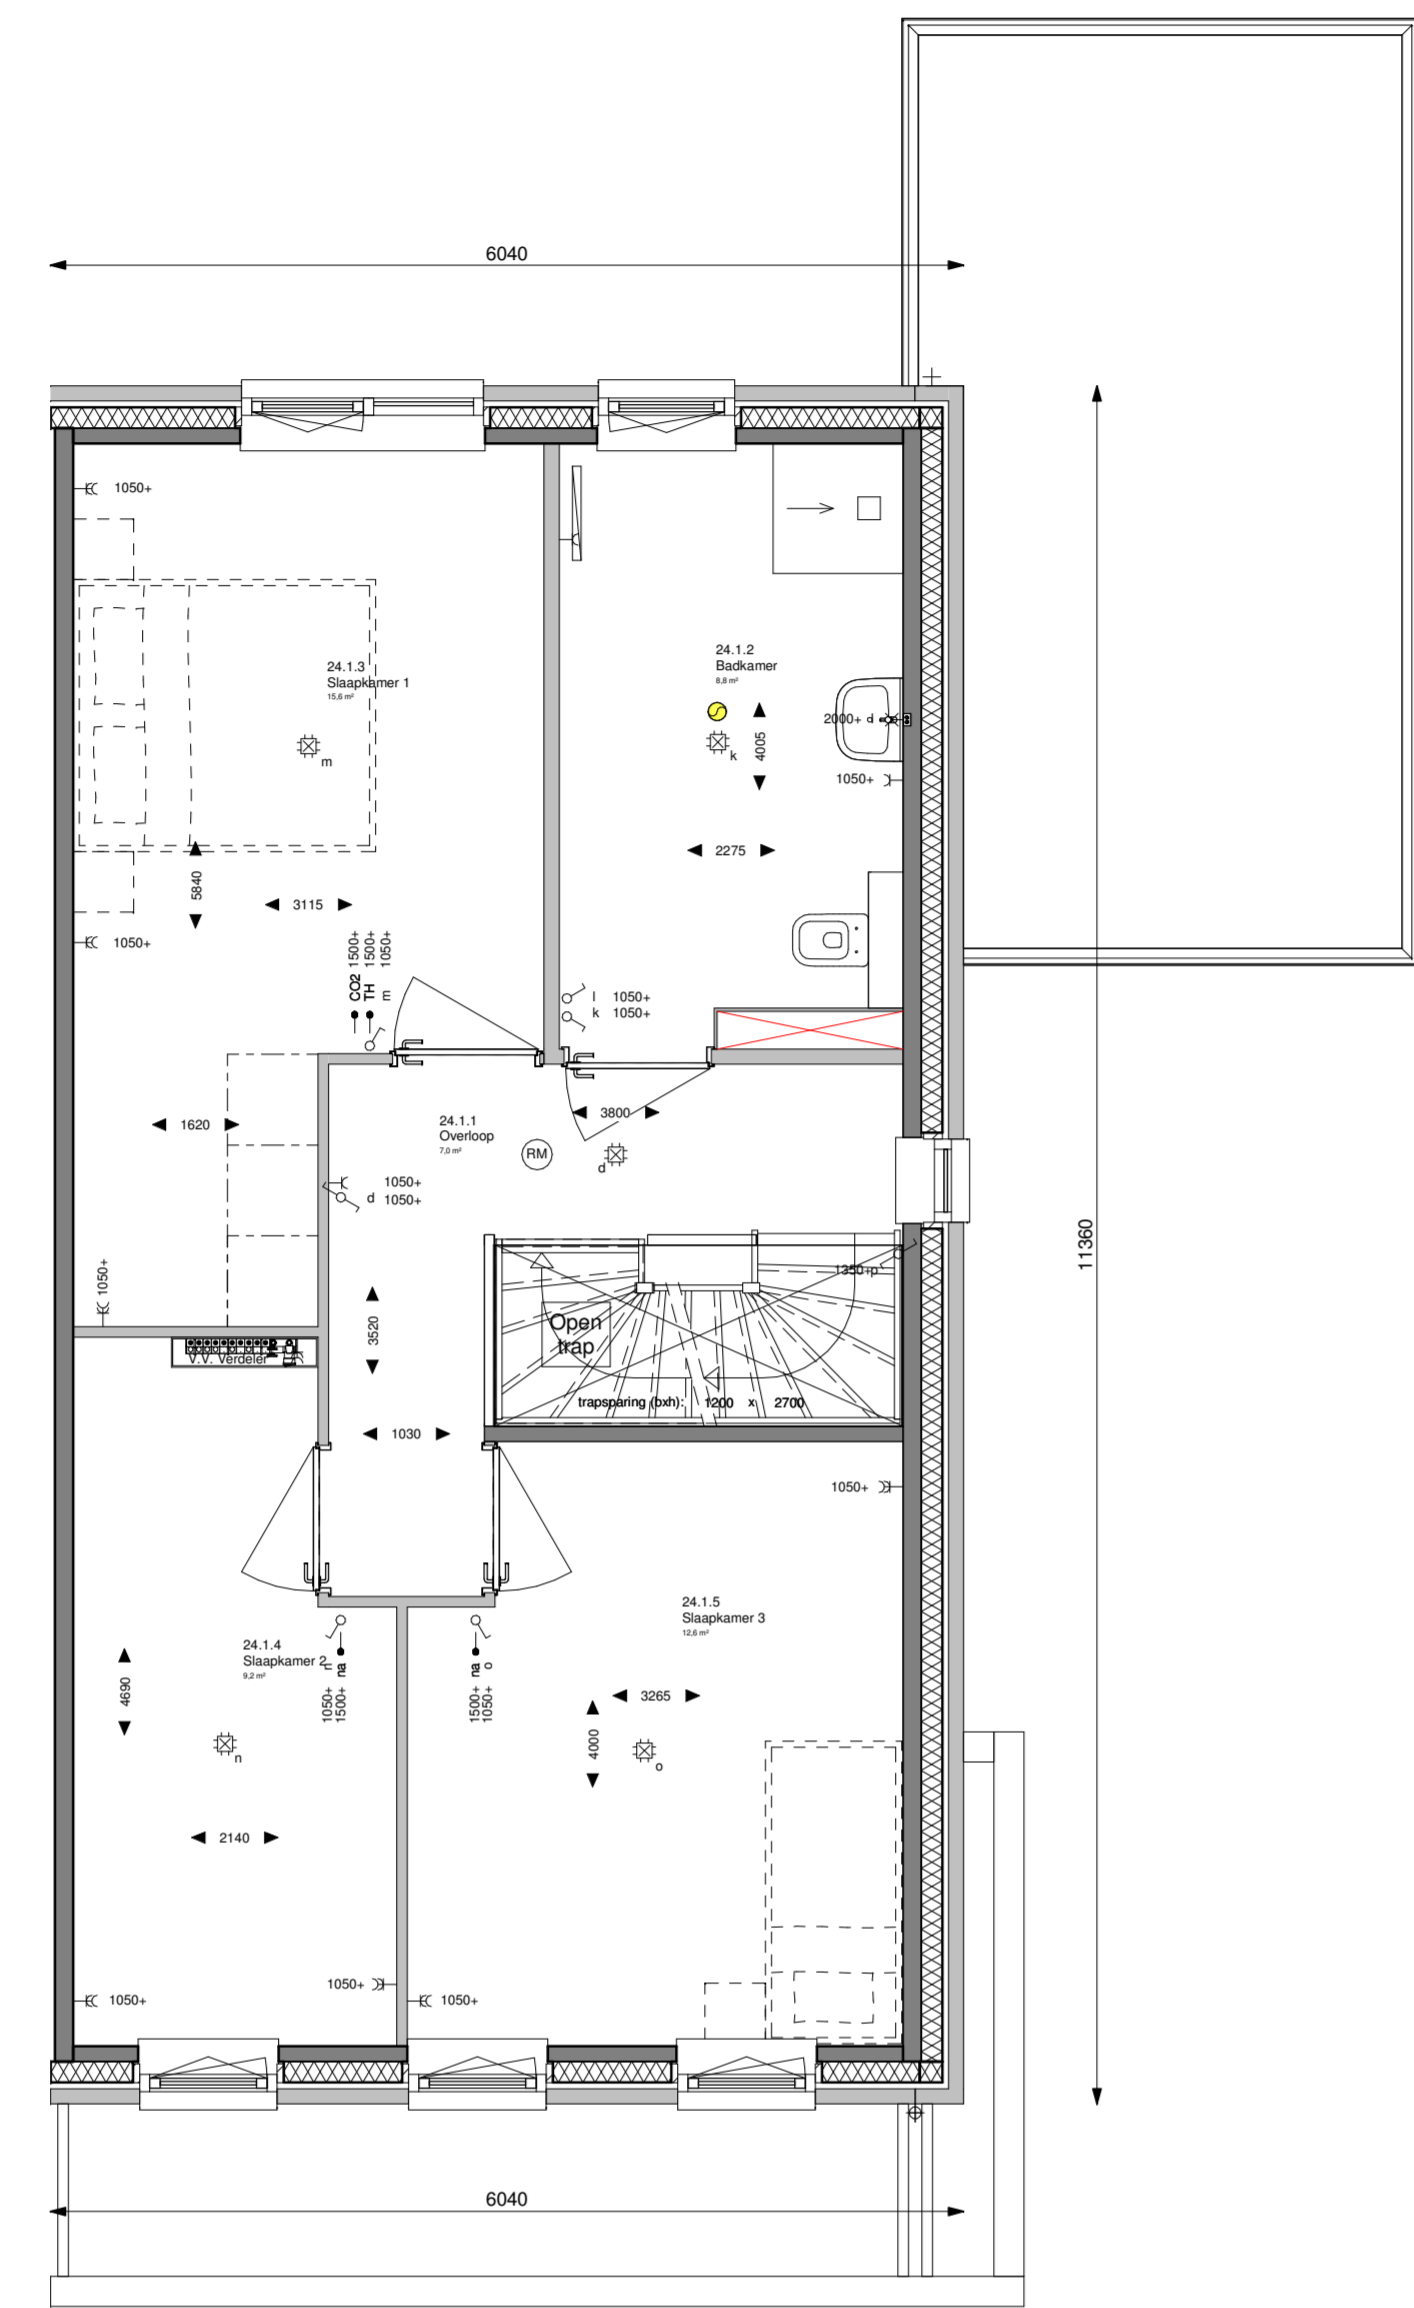 6040
1050+
24.1.3
Slaapkamer 1
15,6 m²
m
24.1.2
Badkamer
8,8 m²
k
4005
2000+ d
1050+
2275
5840
3115
1050+
CO2 1500+
TH 1500+
m 1050+
l 1050+
k 1050+
24.1.1
Overloop
7,0 m²
RM
3800
d
1620
1050+
d 1050+
1050+
11360
1350+p
3520
Open
trap
V.V. Verdeler
trapsparing (bxh): 1200 x 2700
1030
1050+
24.1.5
Slaapkamer 3
12,6 m²
24.1.4
Slaapkamer 2
9,2 m²
n
1050+
na
1500+
na
1500+
o
1050+
4690
3265
4000
n
o
2140
1050+
1050+
1050+
6040